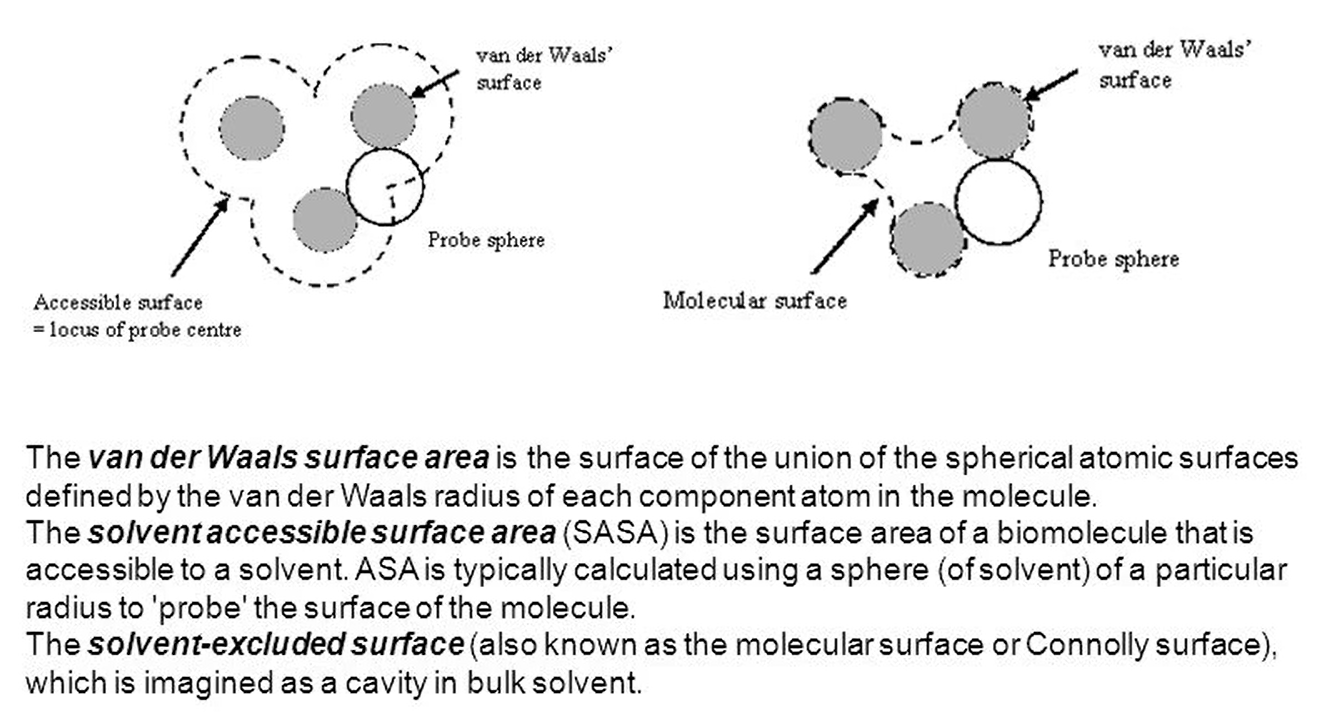 van der Waals'
surface
Probe sphere
Accessible surface
= locus of probe centre
van der Waals'
surface
Probe sphere
Molecular surface
The van der Waals surface area is the surface of the union of the spherical atomic surfaces
defined by the van der Waals radius of each component atom in the molecule.
The solvent accessible surface area (SASA) is the surface area of a biomolecule that is
accessible to a solvent. ASA is typically calculated using a sphere (of solvent) of a particular
radius to 'probe' the surface of the molecule.
The solvent-excluded surface (also known as the molecular surface or Connolly surface),
which is imagined as a cavity in bulk solvent.